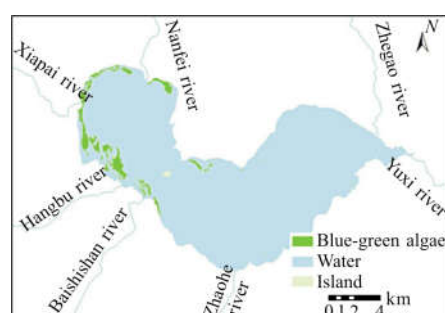 Xiapai river
Nanfei river
Zhegao river
N
Hangbu river
Baishishan river
Zhaohe
river
Yuxi river
Blue-green algae
Water
Island
0 1 2 4 km